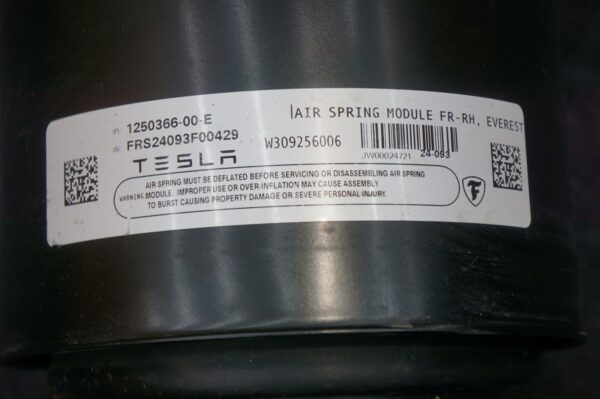 (P) 1250366-00-E
(S) FRS24093F00429
TESLA
W309256006
AIR SPRING MODULE FR-RH, EVEREST
JW00024721 24-093
AIR SPRING MUST BE DEFLATED BEFORE SERVICING OR DISASSEMBLING AIR SPRING
WARNING MODULE. IMPROPER USE OR OVER-INFLATION MAY CAUSE ASSEMBLY
TO BURST CAUSING PROPERTY DAMAGE OR SEVERE PERSONAL INJURY.
F